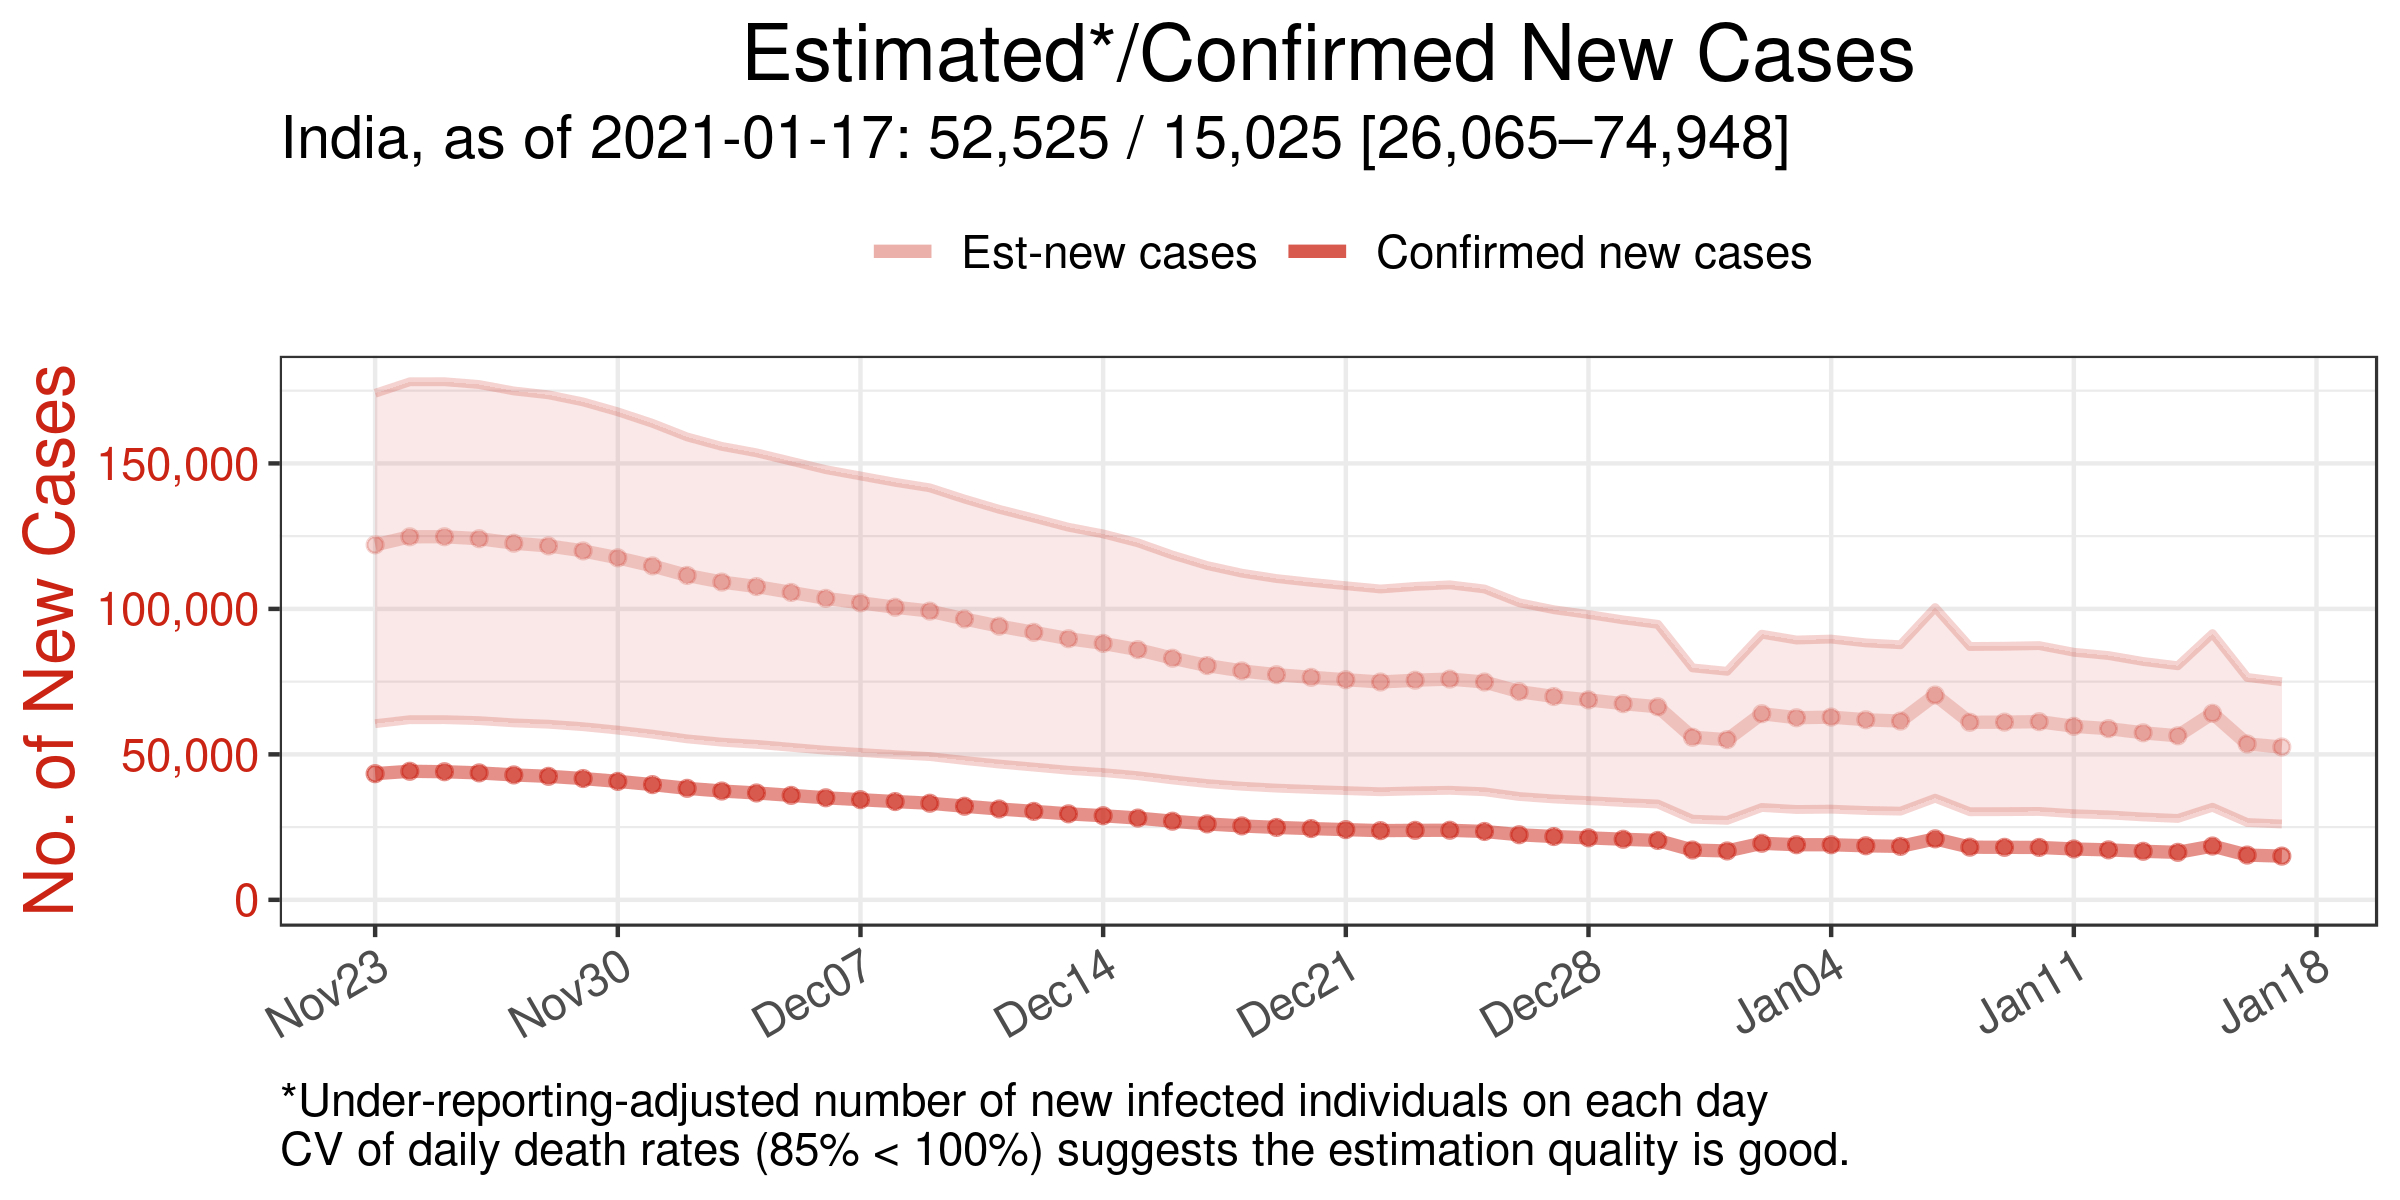 Estimated*/Confirmed New Cases
India, as of 2021-01-17: 52,525 / 15,025 [26,065–74,948]
Est-new cases Confirmed new cases
No. of New Cases
150,000
100,000
50,000
0
Nov23 Nov30 Dec07 Dec14 Dec21 Dec28 Jan04 Jan11 Jan18
*Under-reporting-adjusted number of new infected individuals on each day
CV of daily death rates (85% < 100%) suggests the estimation quality is good.